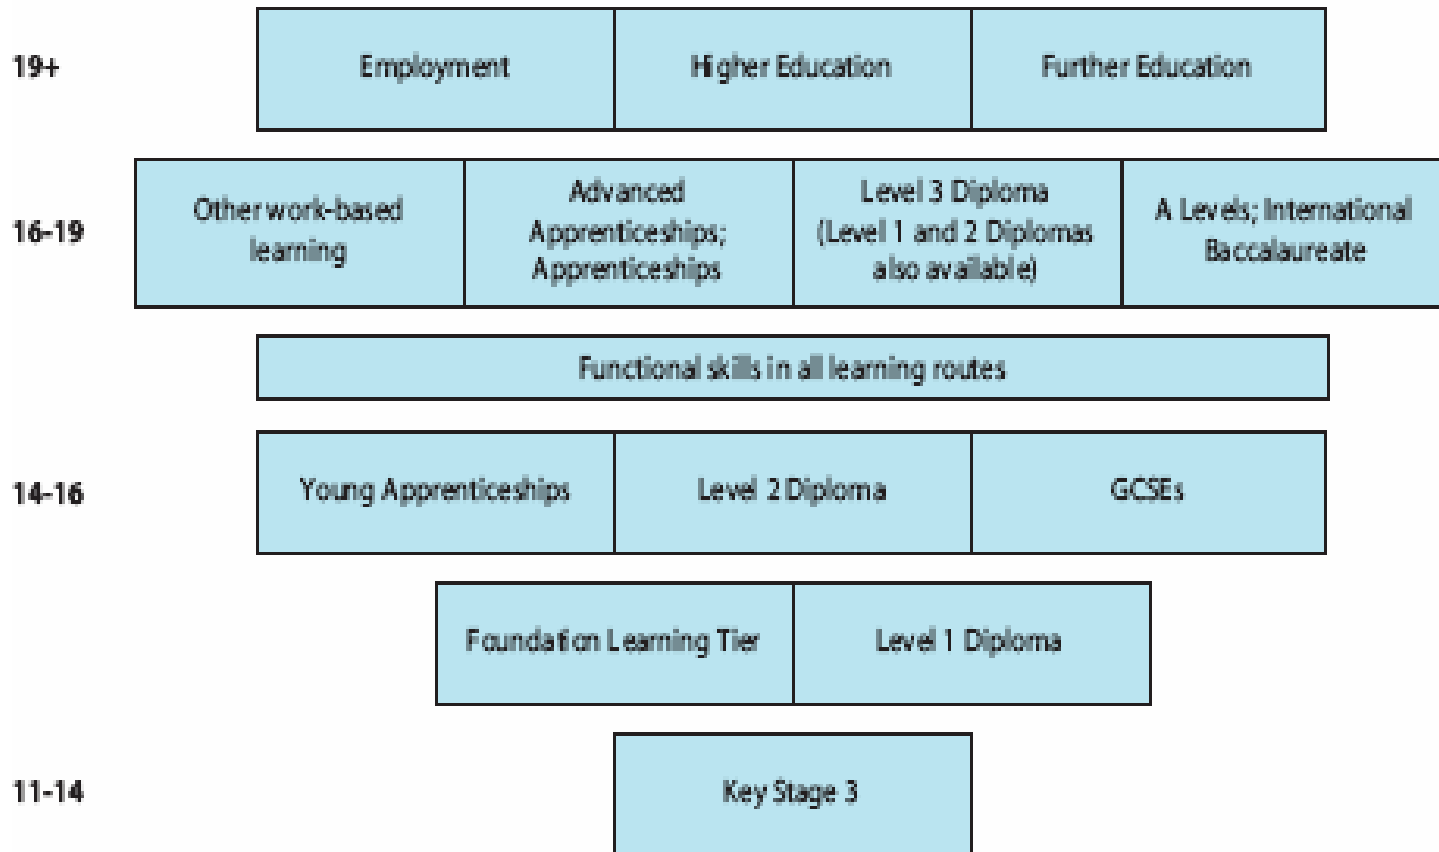 19+
Employment
Higher Education
Further Education
16-19
Other work-based
learning
Advanced
Apprenticeships;
Apprenticeships
Level 3 Diploma
(Level 1 and 2 Diplomas
also available)
A Levels; International
Baccalaureate
Functional skills in all learning routes
14-16
Young Apprenticeships
Level 2 Diploma
GCSEs
Foundation Learning Tier
Level 1 Diploma
11-14
Key Stage 3